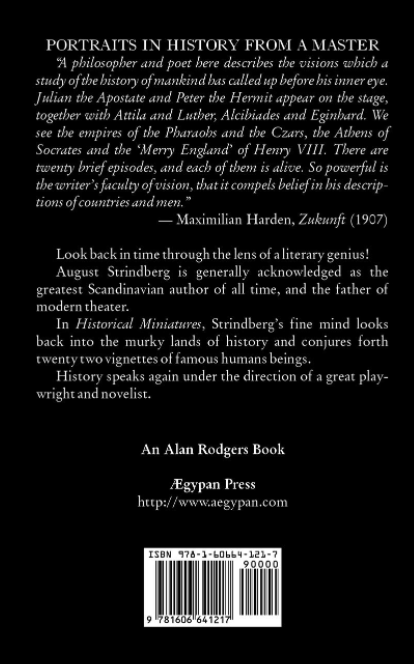 PORTRAITS IN HISTORY FROM A MASTER
"A philosopher and poet here describes the visions which a
study of the history of mankind has called up before his inner eye.
Julian the Apostate and Peter the Hermit appear on the stage,
together with Attila and Luther, Alcibiades and Eginhard. We
see the empires of the Pharaohs and the Czars, the Athens of
Socrates and the 'Merry England' of Henry VIII. There are
twenty brief episodes, and each of them is alive. So powerful is
the writer's faculty of vision, that it compels belief in his descrip-
tions of countries and men."
— Maximilian Harden, Zukunft (1907)
Look back in time through the lens of a literary genius!
August Strindberg is generally acknowledged as the
greatest Scandinavian author of all time, and the father of
modern theater.
In Historical Miniatures, Strindberg's fine mind looks
back into the murky lands of history and conjures forth
twenty two vignettes of famous humans beings.
History speaks again under the direction of a great play-
wright and novelist.
An Alan Rodgers Book
Ægypan Press
http://www.aegypan.com
ISBN 978-1-60664-121-7
90000
9 781606 641217